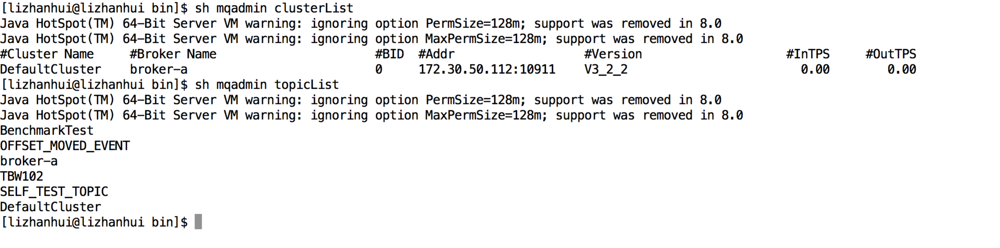 [lizhanhui@lizhanhui bin]$ sh mqadmin clusterList
Java HotSpot(TM) 64-Bit Server VM warning: ignoring option PermSize=128m; support was removed in 8.0
Java HotSpot(TM) 64-Bit Server VM warning: ignoring option MaxPermSize=128m; support was removed in 8.0
#Cluster Name     #Broker Name                      #BID  #Addr                  #Version                    #InTPS     #OutTPS
DefaultCluster    broker-a                          0     172.30.50.112:10911    V3_2_2                        0.00        0.00
[lizhanhui@lizhanhui bin]$ sh mqadmin topicList
Java HotSpot(TM) 64-Bit Server VM warning: ignoring option PermSize=128m; support was removed in 8.0
Java HotSpot(TM) 64-Bit Server VM warning: ignoring option MaxPermSize=128m; support was removed in 8.0
BenchmarkTest
OFFSET_MOVED_EVENT
broker-a
TBW102
SELF_TEST_TOPIC
DefaultCluster
[lizhanhui@lizhanhui bin]$